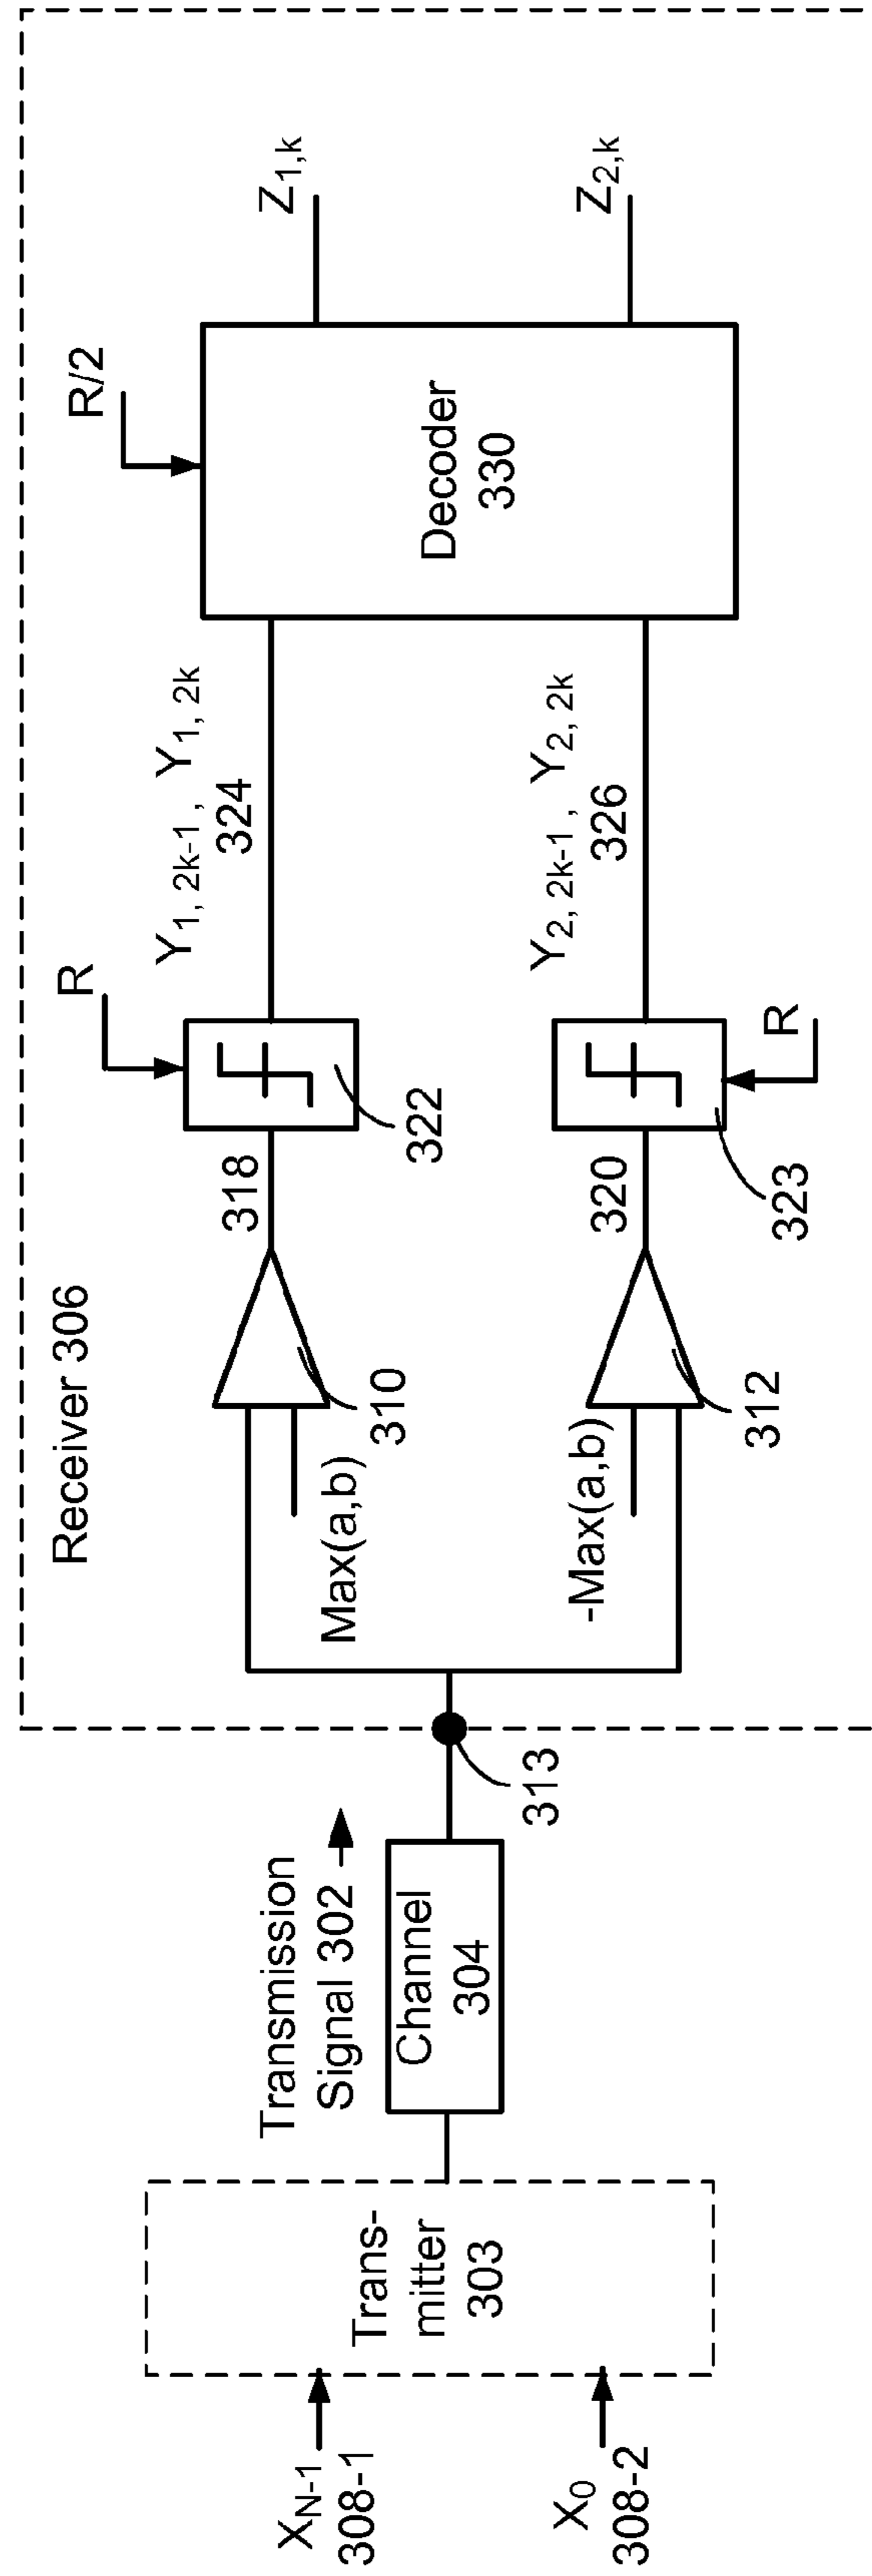 Receiver 306
R/2
R
Y1, 2k-1 , Y1, 2k
324
Z1,k
318
322
Decoder
330
310
Max(a,b)
Transmission
Signal 302
Channel
304
313
Trans-
mitter
303
XN-1
308-1
X0
308-2
-Max(a,b)
312
320
323
R
Y2, 2k-1 , Y2, 2k
326
Z2,k